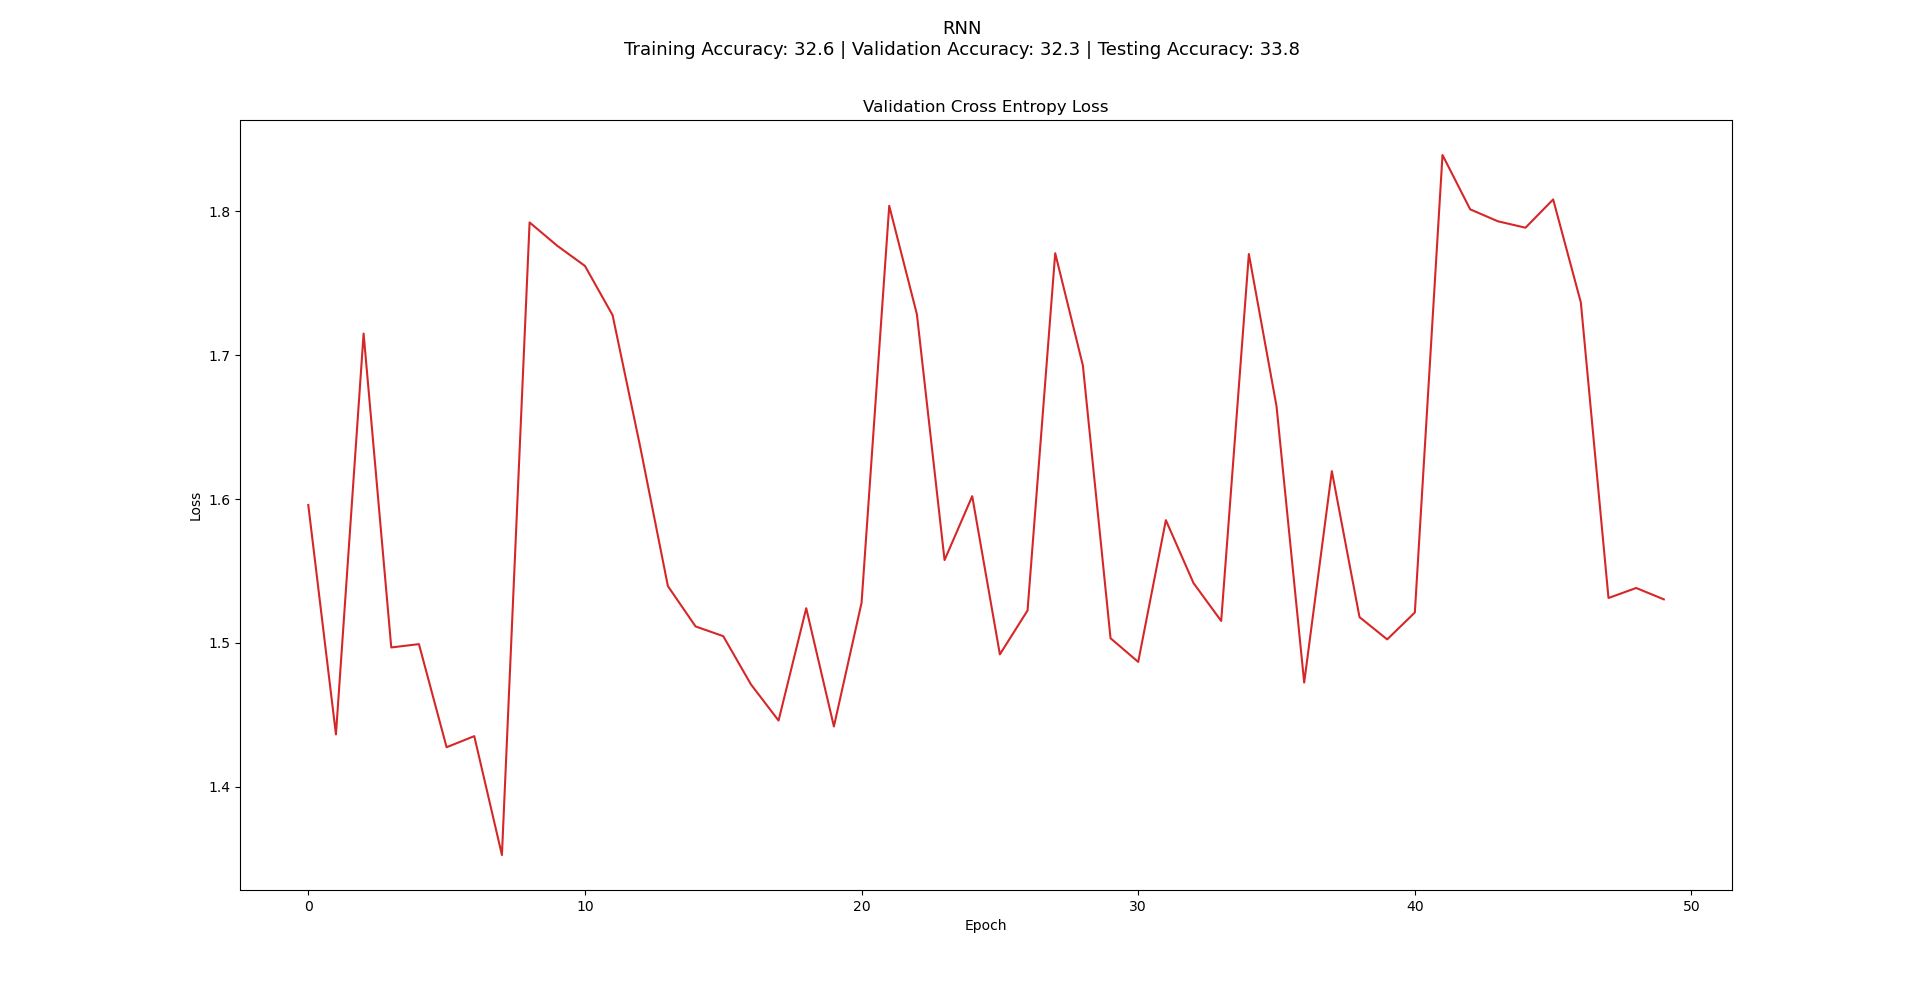 RNN
Training Accuracy: 32.6 | Validation Accuracy: 32.3 | Testing Accuracy: 33.8
Validation Cross Entropy Loss
1.8
1.7
1.6
1.5
1.4
Loss
0 10 20 30 40 50
Epoch